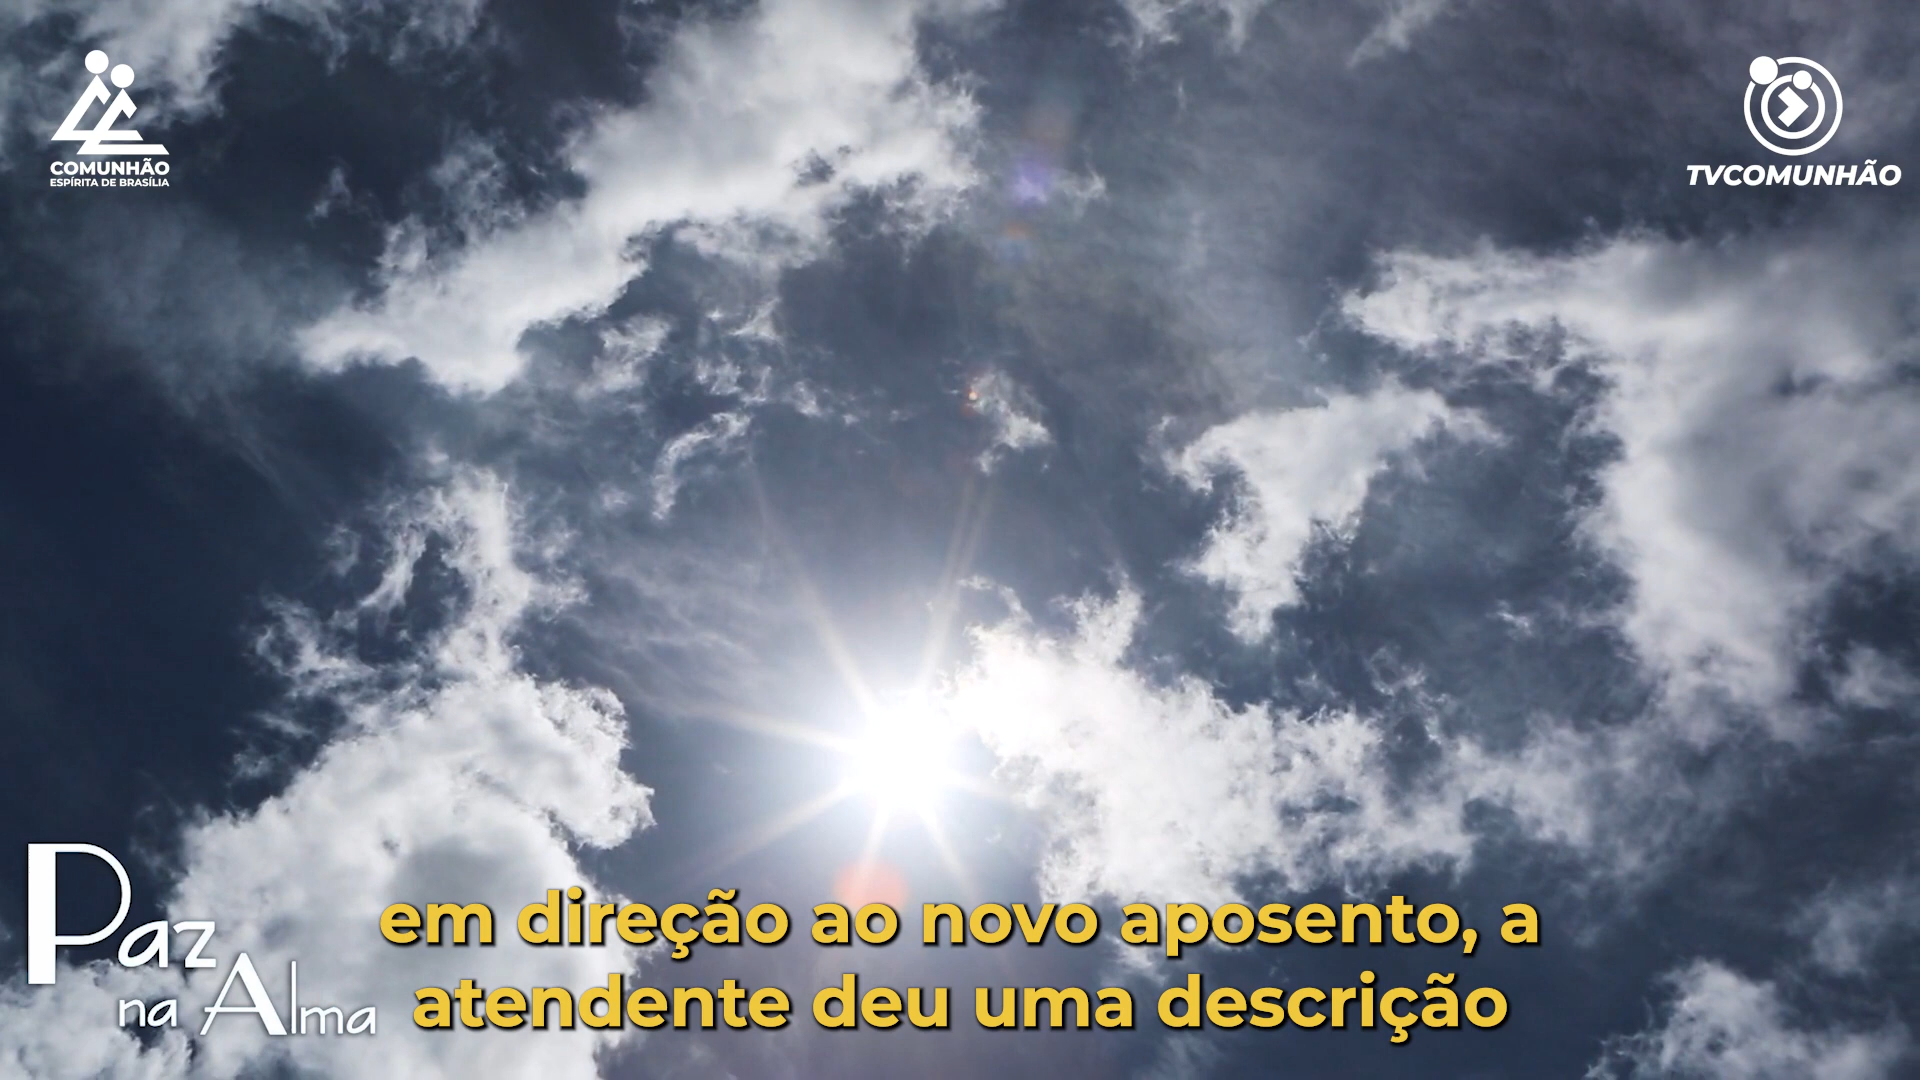 COMUNHÃO
ESPÍRITA DE BRASÍLIA
TVCOMUNHÃO
Paz
na Alma
em direção ao novo aposento, a
atendente deu uma descrição